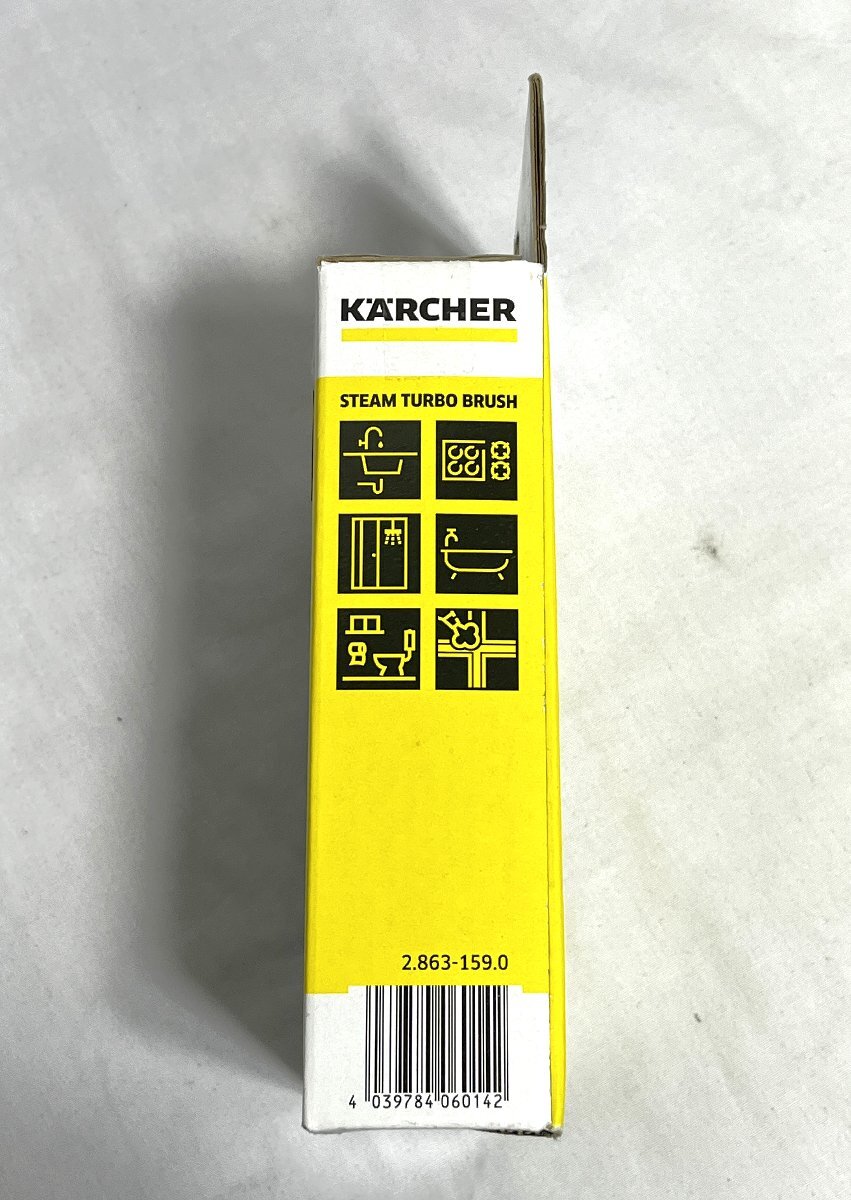 KÄRCHER
STEAM TURBO BRUSH
2.863-159.0
4 039784 060142